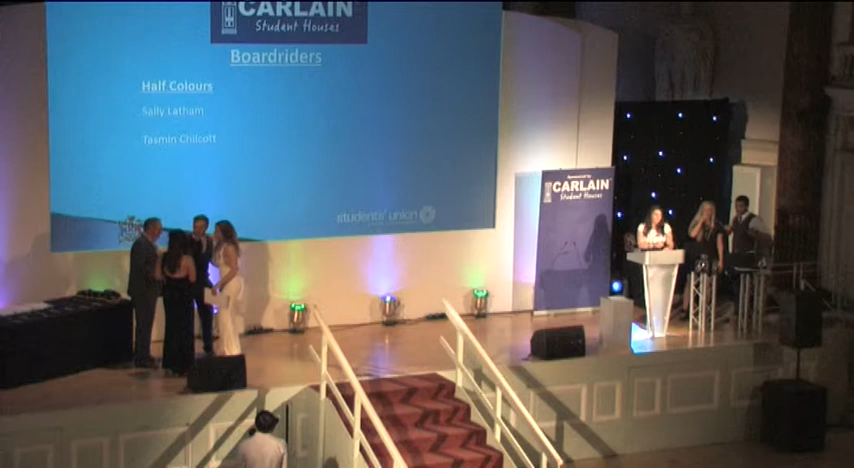 CARLAIN
Student Houses
Boardriders
Half Colours
Sally Latham
Tasmin Chilcott
students' union
Sponsored by
CARLAIN
Student Houses